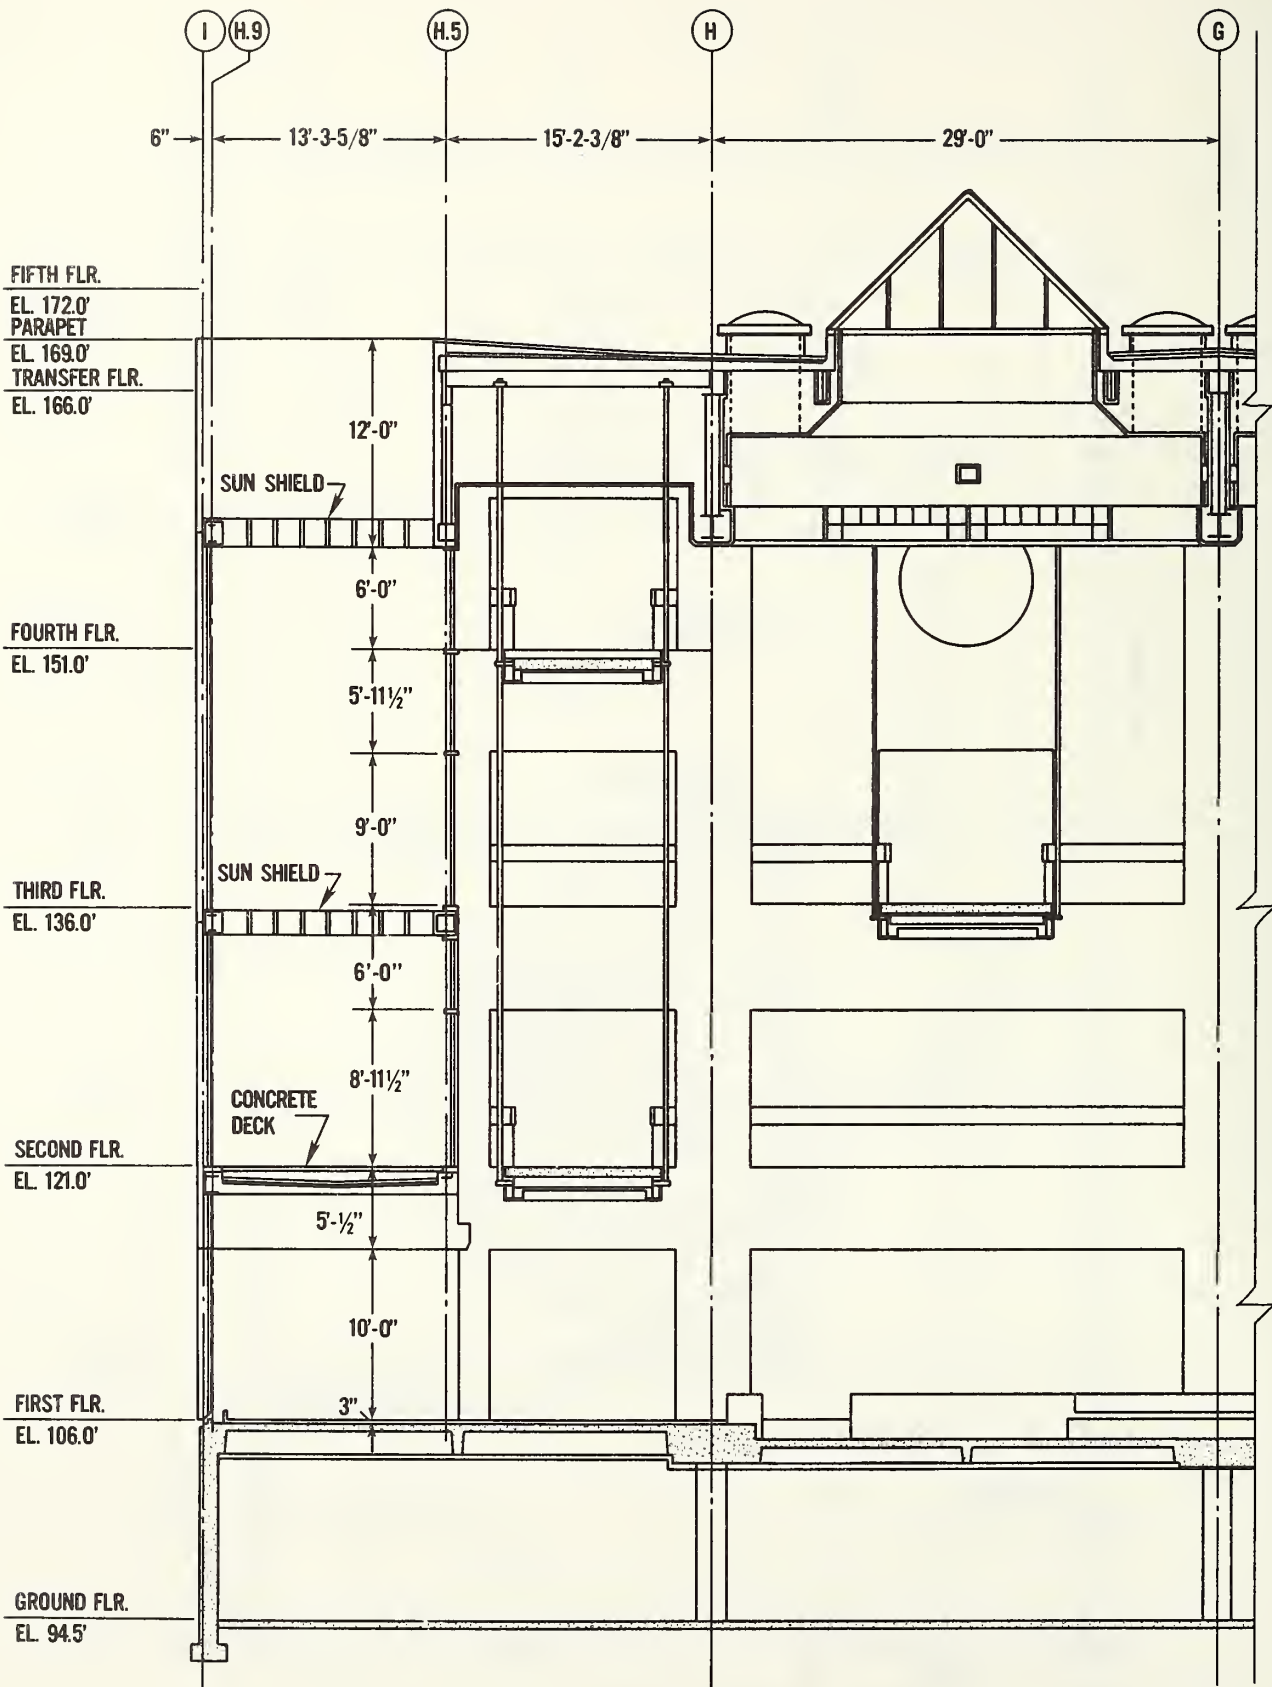 I H.9 H.5 H G
6" 13'-3-5/8" 15'-2-3/8" 29'-0"
FIFTH FLR.
EL. 172.0'
PARAPET
EL. 169.0'
TRANSFER FLR.
EL. 166.0'
12'-0"
SUN SHIELD
6'-0"
FOURTH FLR.
EL. 151.0'
5'-11½"
9'-0"
SUN SHIELD
THIRD FLR.
EL. 136.0'
6'-0"
8'-11½"
CONCRETE
DECK
SECOND FLR.
EL. 121.0'
5'-½"
10'-0"
3"
FIRST FLR.
EL. 106.0'
GROUND FLR.
EL. 94.5'